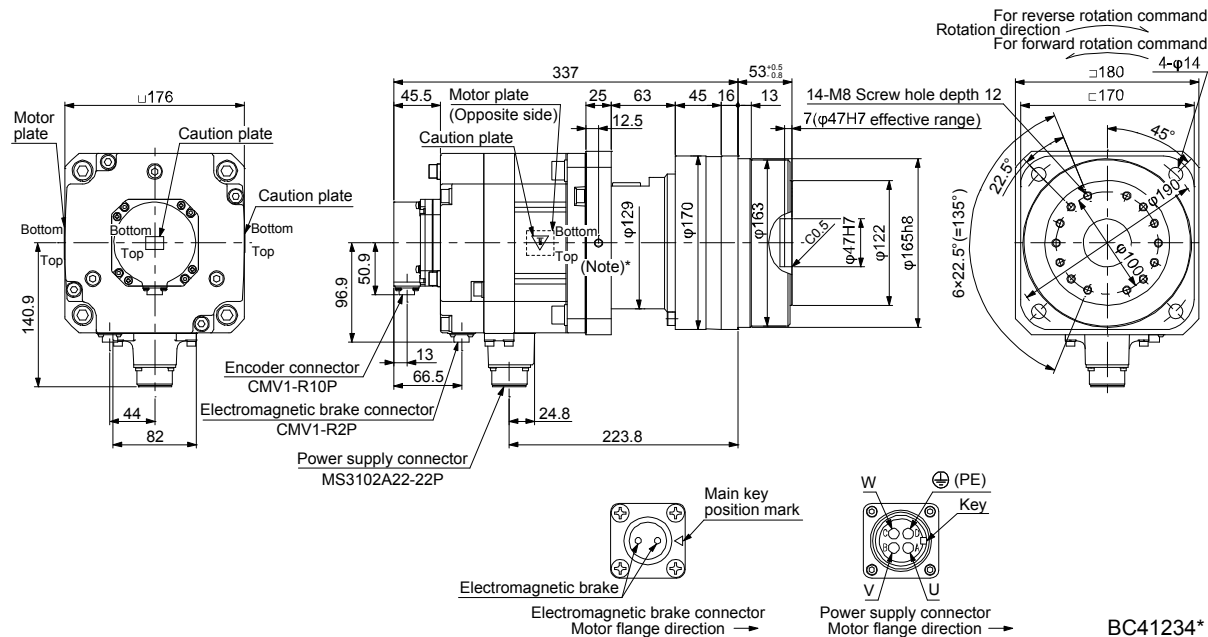 For reverse rotation command
Rotation direction
For forward rotation command
4-φ14
□176
Motor
plate
Caution plate
Caution plate
Bottom
Top
Bottom
Top
Bottom
Top
140.9
44
82
337
53 +0.5 -0.8
45.5
Motor plate
(Opposite side)
Caution plate
25
63
45
16
13
12.5
7(φ47H7 effective range)
Bottom
Top
(Note)*
φ129
φ170
φ163
C0.5
φ47H7
φ122
φ165h8
96.9
50.9
13
66.5
Encoder connector
CMV1-R10P
Electromagnetic brake connector
CMV1-R2P
24.8
223.8
Power supply connector
MS3102A22-22P
□180
□170
14-M8 Screw hole depth 12
45°
22.5°
6×22.5°(=135°)
φ190
φ100
Main key
position mark
Electromagnetic brake
Electromagnetic brake connector
Motor flange direction →
W
(PE)
Key
C
D
B
A
V
U
Power supply connector
Motor flange direction →
BC41234*